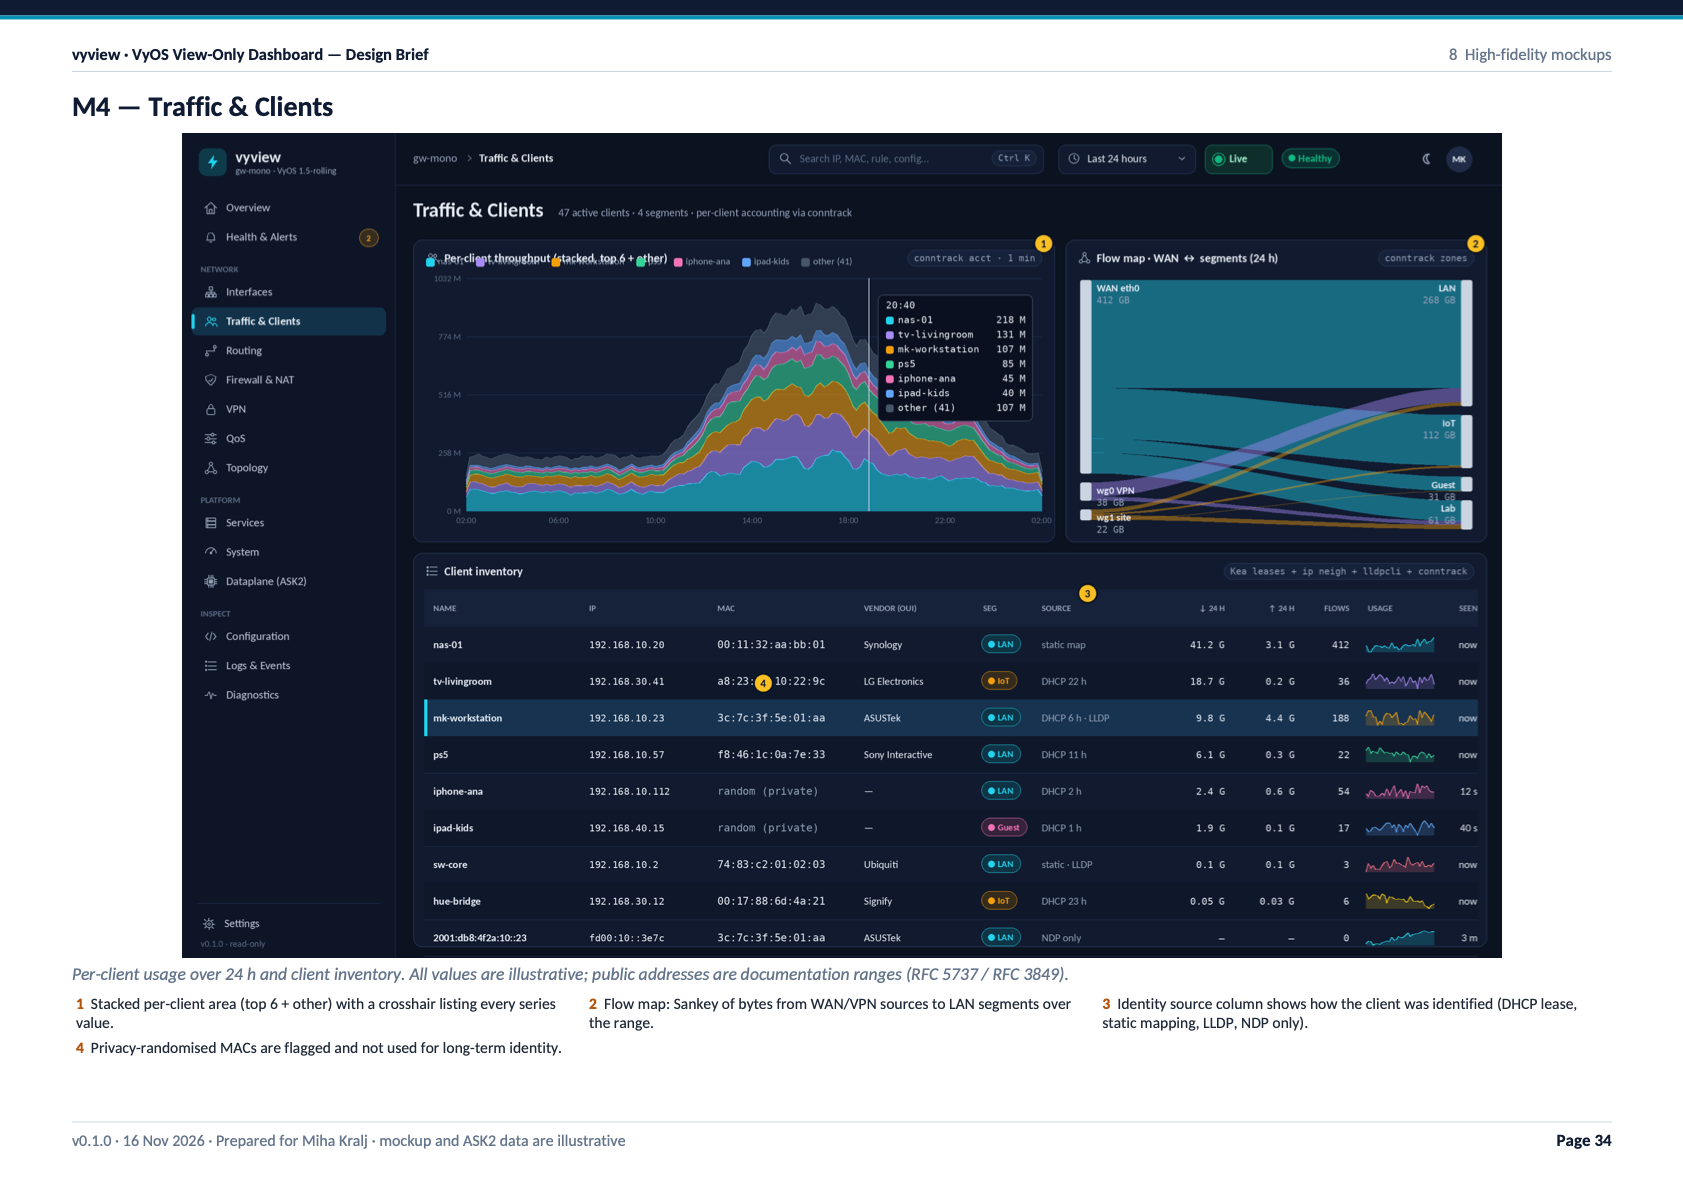 vyview · VyOS View-Only Dashboard — Design Brief
8 High-fidelity mockups
M4 — Traffic & Clients
vyview
gw-mono · VyOS 1.5-rolling
gw-mono > Traffic & Clients
Search IP, MAC, rule, config...
Ctrl K
Last 24 hours
Live
Healthy
MK
Overview
Health & Alerts 2
NETWORK
Interfaces
Traffic & Clients
Routing
Firewall & NAT
VPN
QoS
Topology
PLATFORM
Services
System
Dataplane (ASK2)
INSPECT
Configuration
Logs & Events
Diagnostics
Settings
v0.1.0 · read-only
Traffic & Clients
47 active clients · 4 segments · per-client accounting via conntrack
1
Per-client throughput (stacked, top 6 + other)
conntrack acct · 1 min
iphone-ana ipad-kids other (41)
1032 M
774 M
516 M
258 M
0 M
02:00 06:00 10:00 14:00 18:00 22:00 02:00
20:40
nas-01 218 M
tv-livingroom 131 M
mk-workstation 107 M
ps5 85 M
iphone-ana 45 M
ipad-kids 40 M
other (41) 107 M
2
Flow map · WAN ↔ segments (24 h)
conntrack zones
WAN eth0
412 GB
LAN
268 GB
IoT
112 GB
wg0 VPN
38 GB
Guest
31 GB
wg1 site
22 GB
Lab
61 GB
Client inventory
Kea leases + ip neigh + lldpcli + conntrack
3
NAME IP MAC VENDOR (OUI) SEG SOURCE ↓ 24 H ↑ 24 H FLOWS USAGE SEEN
nas-01 192.168.10.20 00:11:32:aa:bb:01 Synology LAN static map 41.2 G 3.1 G 412 now
tv-livingroom 192.168.30.41 a8:23: 4 10:22:9c LG Electronics IoT DHCP 22 h 18.7 G 0.2 G 36 now
mk-workstation 192.168.10.23 3c:7c:3f:5e:01:aa ASUSTek LAN DHCP 6 h · LLDP 9.8 G 4.4 G 188 now
ps5 192.168.10.57 f8:46:1c:0a:7e:33 Sony Interactive LAN DHCP 11 h 6.1 G 0.3 G 22 now
iphone-ana 192.168.10.112 random (private) — LAN DHCP 2 h 2.4 G 0.6 G 54 12 s
ipad-kids 192.168.40.15 random (private) — Guest DHCP 1 h 1.9 G 0.1 G 17 40 s
sw-core 192.168.10.2 74:83:c2:01:02:03 Ubiquiti LAN static · LLDP 0.1 G 0.1 G 3 now
hue-bridge 192.168.30.12 00:17:88:6d:4a:21 Signify IoT DHCP 23 h 0.05 G 0.03 G 6 now
2001:db8:4f2a:10::23 fd00:10::3e7c 3c:7c:3f:5e:01:aa ASUSTek LAN NDP only – – 0 3 m
Per-client usage over 24 h and client inventory. All values are illustrative; public addresses are documentation ranges (RFC 5737 / RFC 3849).
1 Stacked per-client area (top 6 + other) with a crosshair listing every series
value.
2 Flow map: Sankey of bytes from WAN/VPN sources to LAN segments over
the range.
3 Identity source column shows how the client was identified (DHCP lease,
static mapping, LLDP, NDP only).
4 Privacy-randomised MACs are flagged and not used for long-term identity.
v0.1.0 · 16 Nov 2026 · Prepared for Miha Kralj · mockup and ASK2 data are illustrative
Page 34